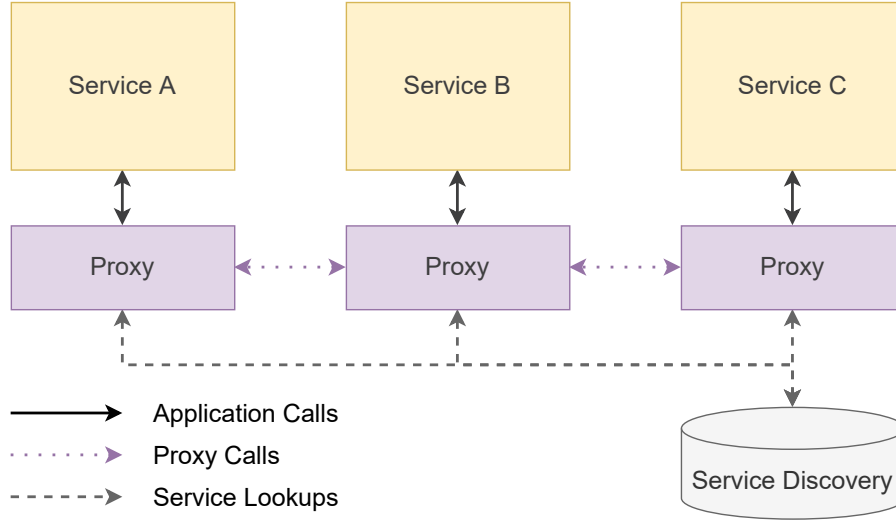 Service A
Service B
Service C
Proxy
Proxy
Proxy
Application Calls
Proxy Calls
Service Lookups
Service Discovery